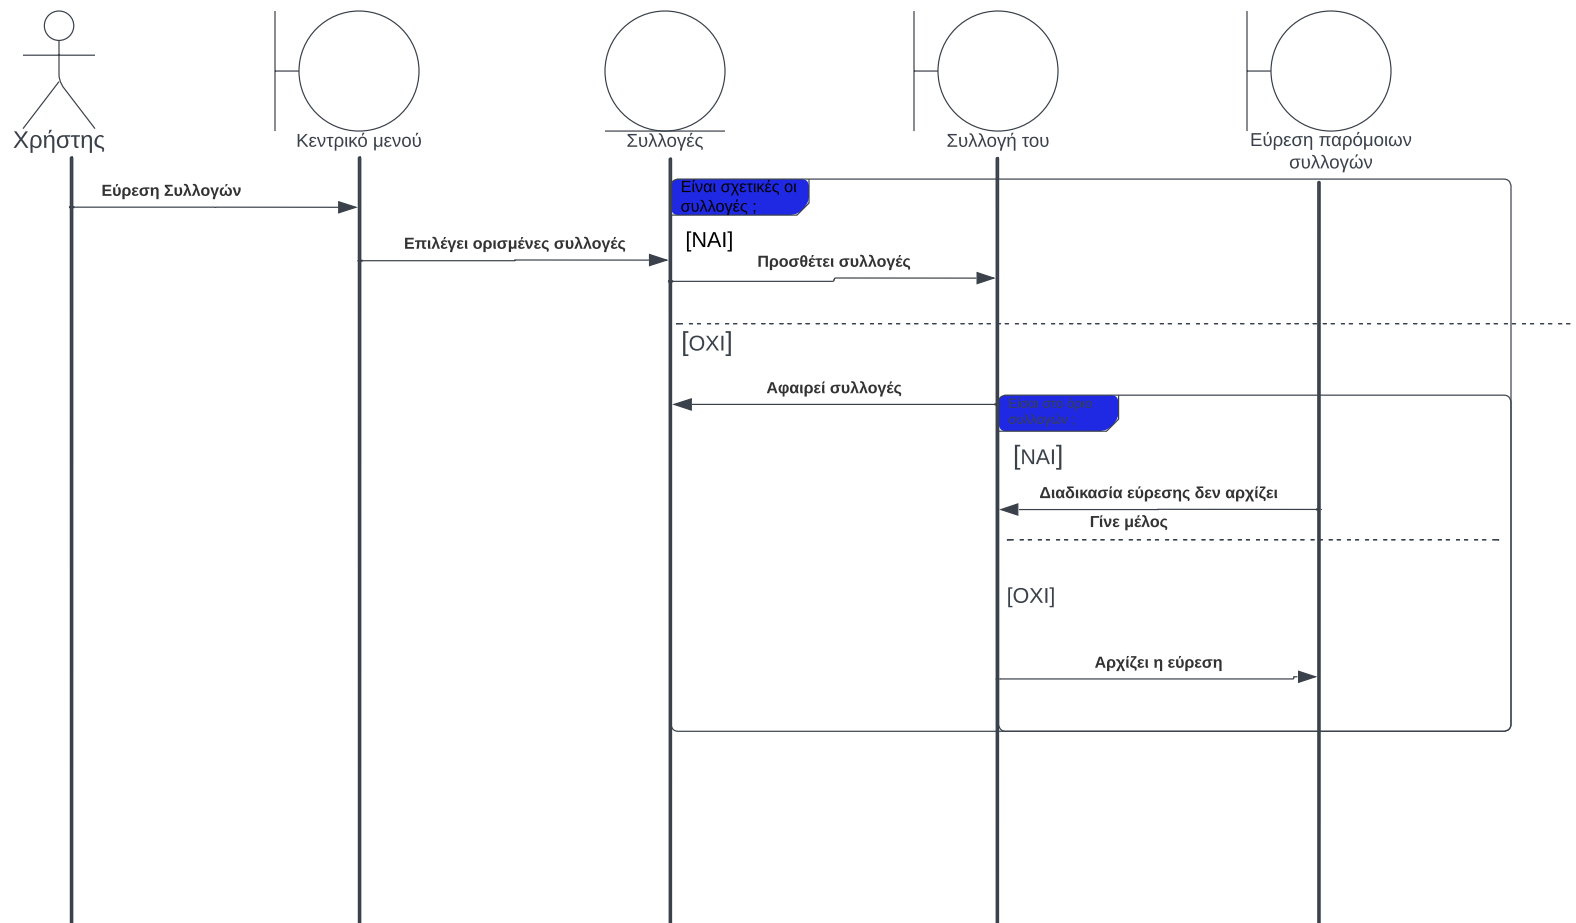 Χρήστης
Κεντρικό μενού
Συλλογές
Συλλογή του
Εύρεση παρόμοιων
συλλογών
Εύρεση Συλλογών
Είναι σχετικές οι
συλλογές ;
Επιλέγει ορισμένες συλλογές
[ΝΑΙ]
Προσθέτει συλλογές
[ΟΧΙ]
Αφαιρεί συλλογές
[ΝΑΙ]
Διαδικασία εύρεσης δεν αρχίζει
Γίνε μέλος
[ΟΧΙ]
Αρχίζει η εύρεση